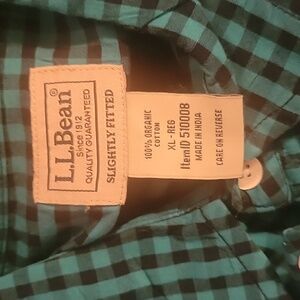 L.L.Bean®
Since 1912
QUALITY GUARANTEED
SLIGHTLY FITTED
100% ORGANIC
COTTON
XL-REG
ItemID 510008
MADE IN INDIA
CARE ON REVERSE